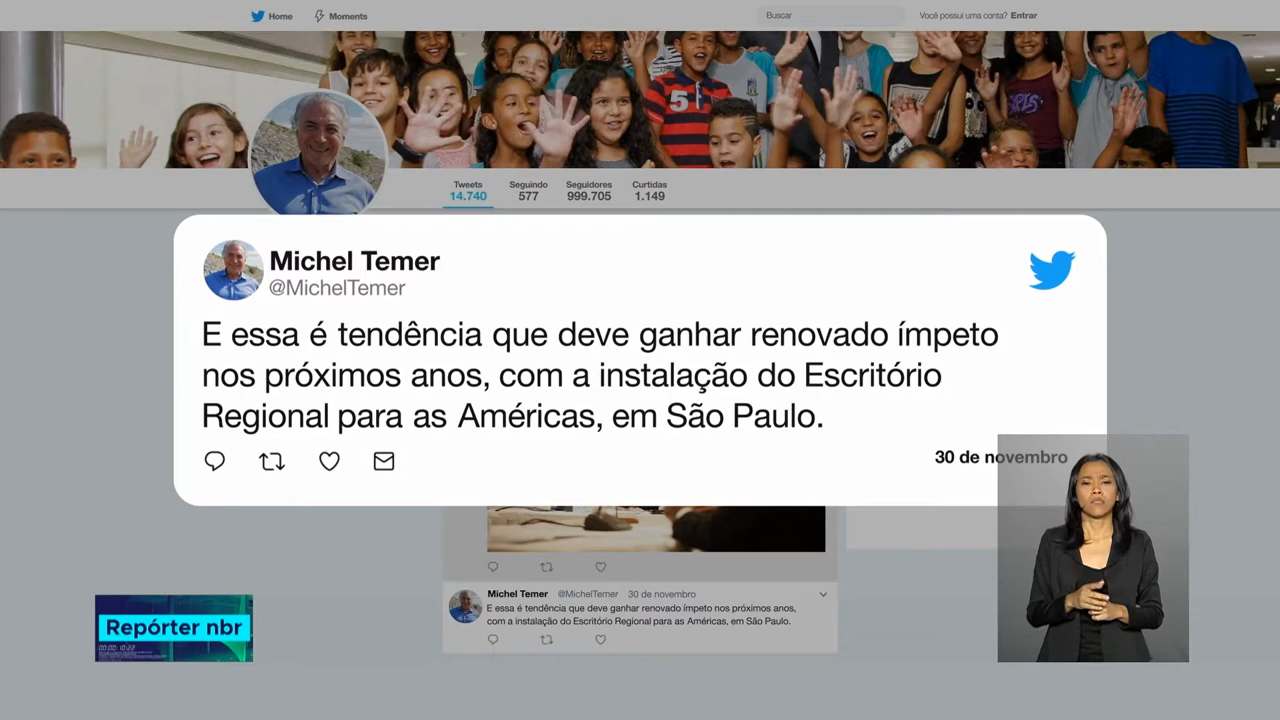 Home
Moments
Buscar
Você possui uma conta? Entrar
5
Tweets
14.740
Seguindo
577
Seguidores
999.705
Curtidas
1.149
Michel Temer
@MichelTemer
E essa é tendência que deve ganhar renovado ímpeto
nos próximos anos, com a instalação do Escritório
Regional para as Américas, em São Paulo.
30 de novembro
Michel Temer @MichelTemer 30 de novembro
E essa é tendência que deve ganhar renovado ímpeto nos próximos anos,
com a instalação do Escritório Regional para as Américas, em São Paulo.
Repórter nbr